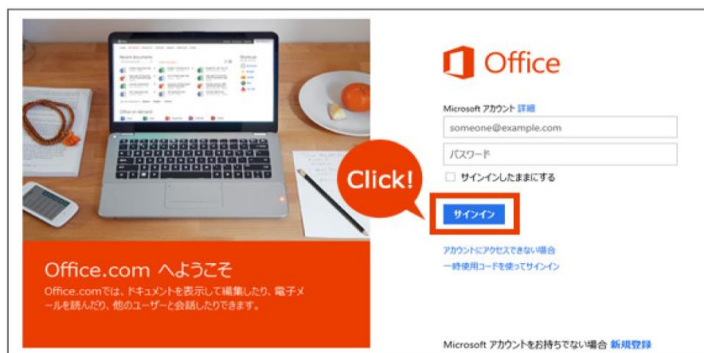 Office
Microsoft アカウント 詳細
someone@example.com
パスワード
サインインしたままにする
Click!
サインイン
アカウントにアクセスできない場合
一時使用コードを使ってサインイン
Office.com へようこそ
Office.comでは、ドキュメントを表示して編集したり、電子メ
ールを読んだり、他のユーザーと会話したりできます。
Microsoft アカウントをお持ちでない場合 新規登録